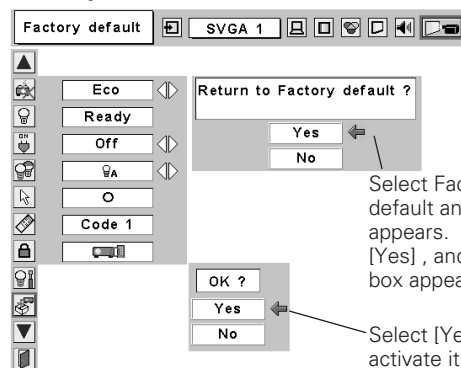 Factory default
SVGA 1
Eco
Ready
Off
A
Code 1
ON
Return to Factory default ?
Yes
No
Select
default an
appears.
[Yes] , and
box appea
OK ?
Yes
No
Select [Ye
activate it